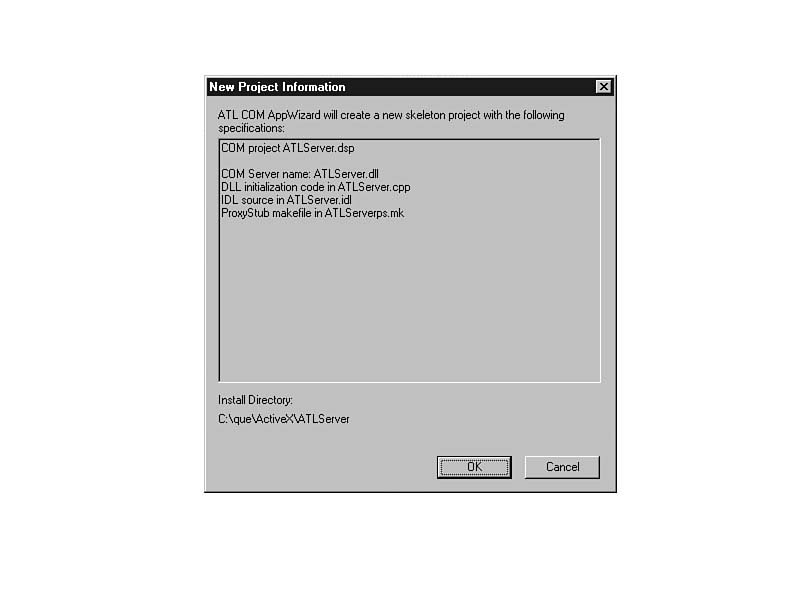 New Project Information
ATL COM AppWizard will create a new skeleton project with the following
specifications:
COM project ATLServer.dsp
COM Server name: ATLServer.dll
DLL initialization code in ATLServer.cpp
IDL source in ATLServer.idl
ProxyStub makefile in ATLServerps.mk
Install Directory:
C:\que\ActiveX\ATLServer
OK Cancel